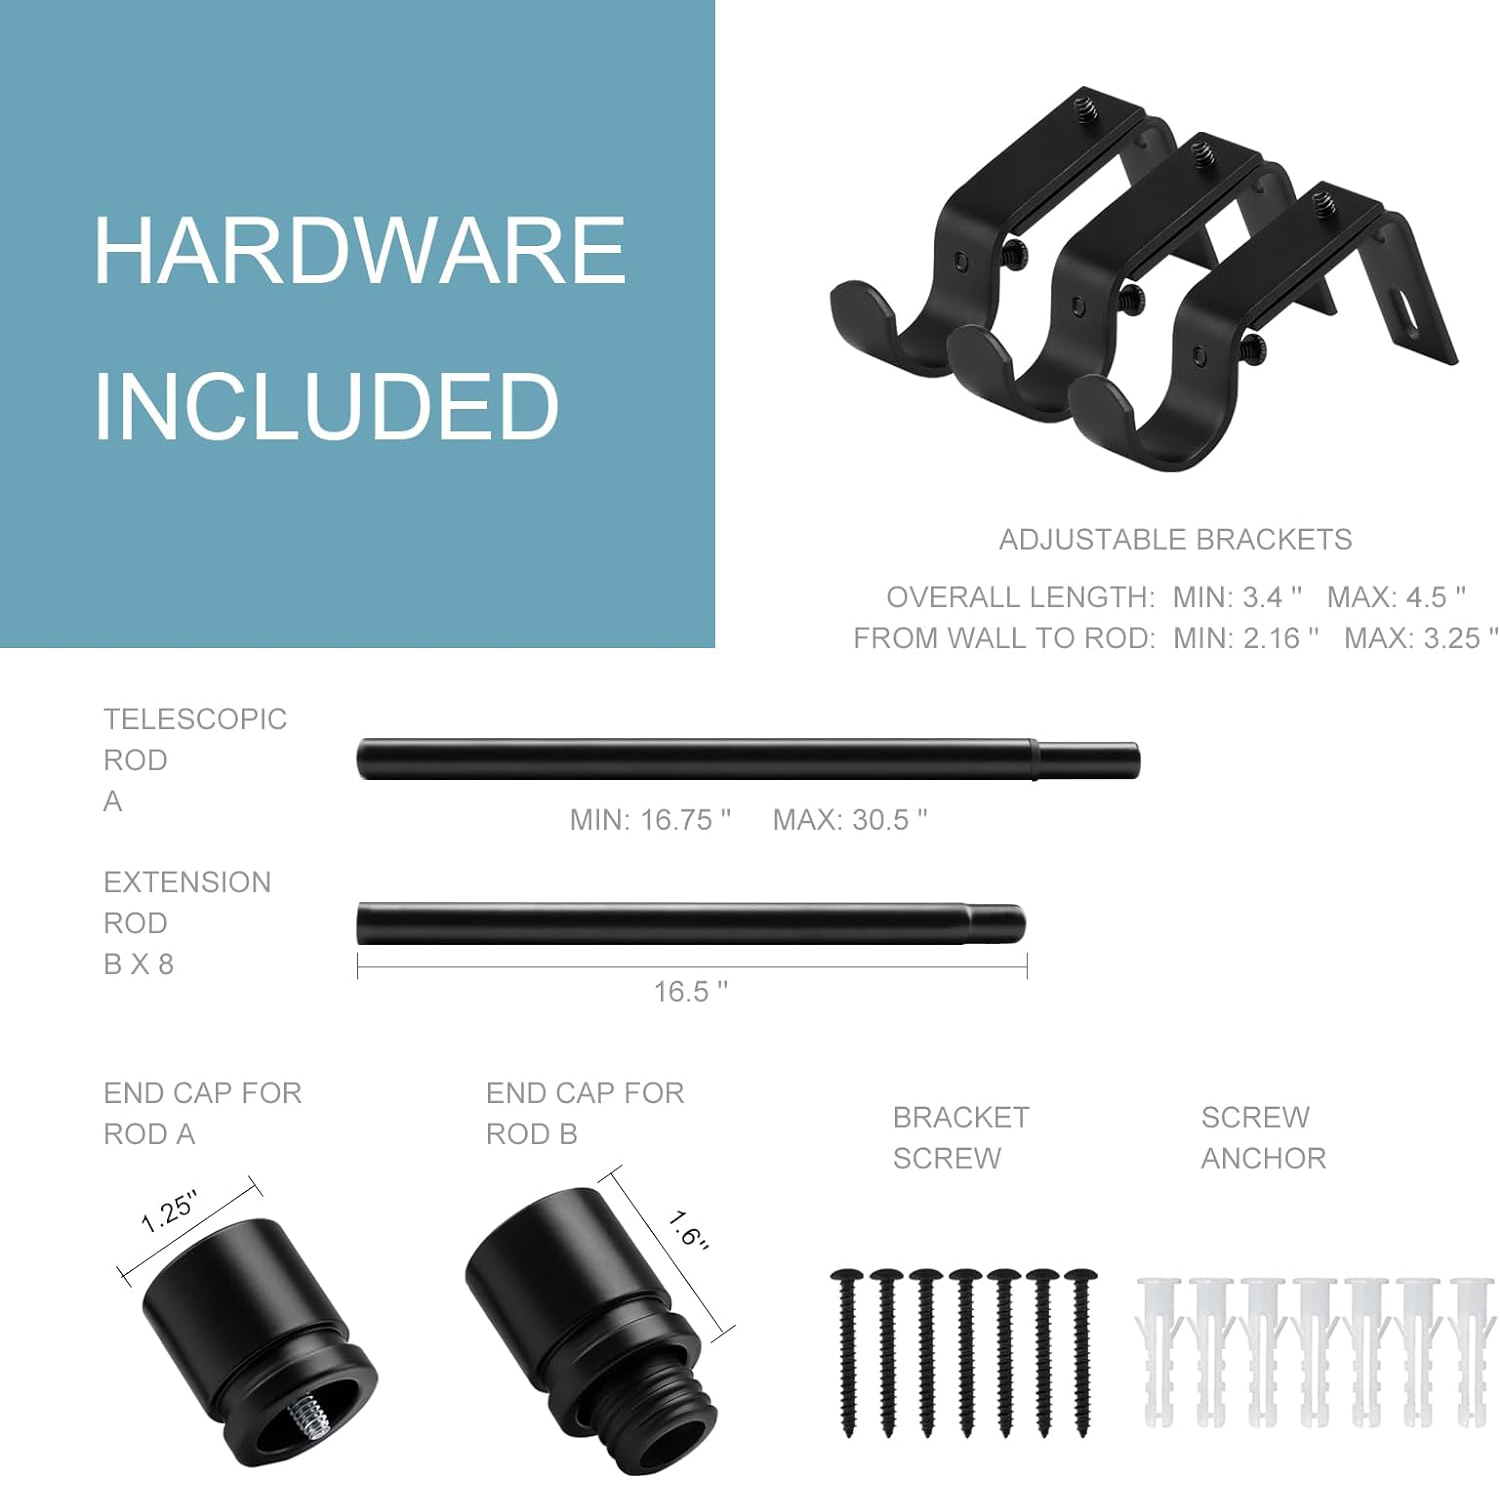 HARDWARE
INCLUDED
ADJUSTABLE BRACKETS
OVERALL LENGTH: MIN: 3.4 " MAX: 4.5 "
FROM WALL TO ROD: MIN: 2.16 " MAX: 3.25 "
TELESCOPIC
ROD
A
MIN: 16.75 " MAX: 30.5 "
EXTENSION
ROD
B X 8
16.5 "
END CAP FOR
ROD A
1.25"
END CAP FOR
ROD B
1.6"
BRACKET
SCREW
SCREW
ANCHOR